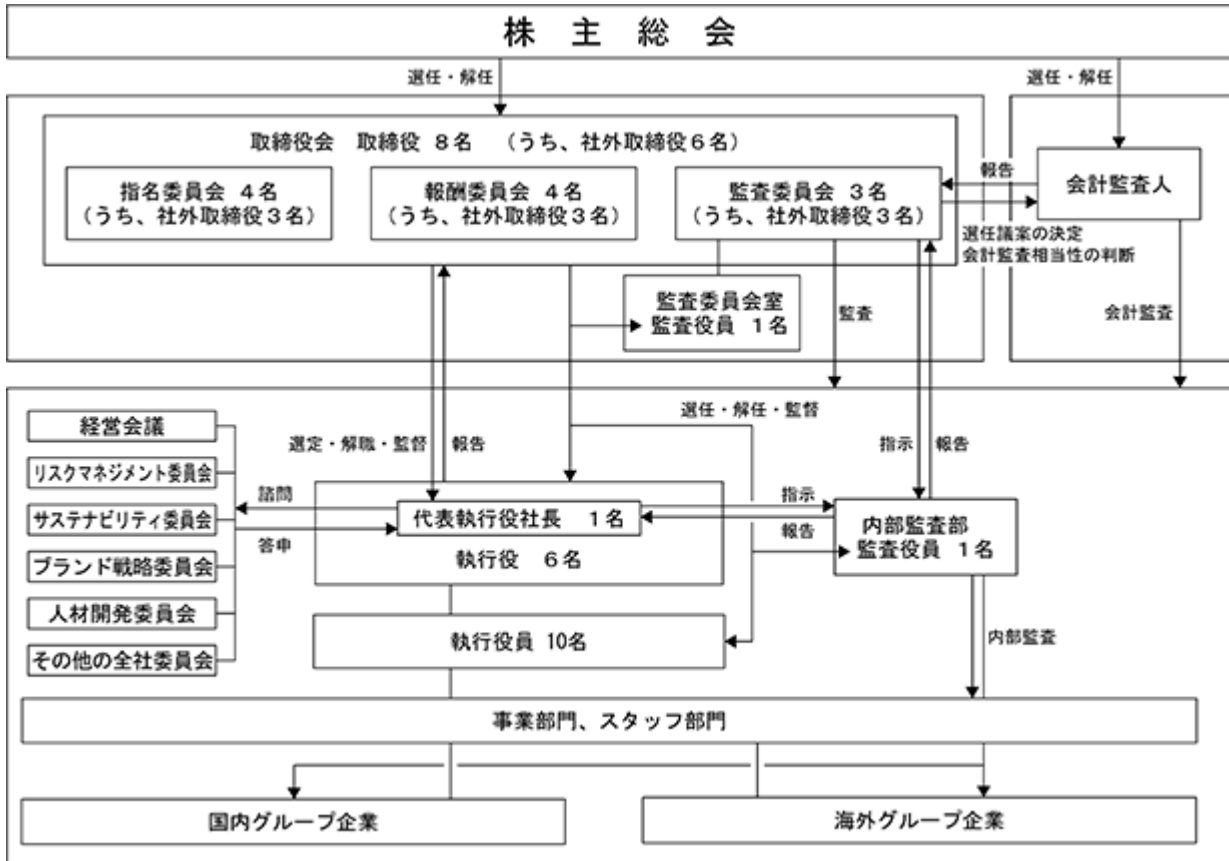 株主総会
選任・解任
選任・解任
取締役会 取締役 8名 （うち、社外取締役6名）
指名委員会 4名
（うち、社外取締役3名）
報酬委員会 4名
（うち、社外取締役3名）
監査委員会 3名
（うち、社外取締役3名）
報告
会計監査人
選任議案の決定
会計監査相当性の判断
監査委員会室
監査役員 1名
監査
会計監査
経営会議
リスクマネジメント委員会
サステナビリティ委員会
ブランド戦略委員会
人材開発委員会
その他の全社委員会
選定・解職・監督
報告
選任・解任・監督
指示
報告
諮問
答申
代表執行役社長 1名
執行役 6名
指示
報告
内部監査部
監査役員 1名
執行役員 10名
内部監査
事業部門、スタッフ部門
国内グループ企業
海外グループ企業